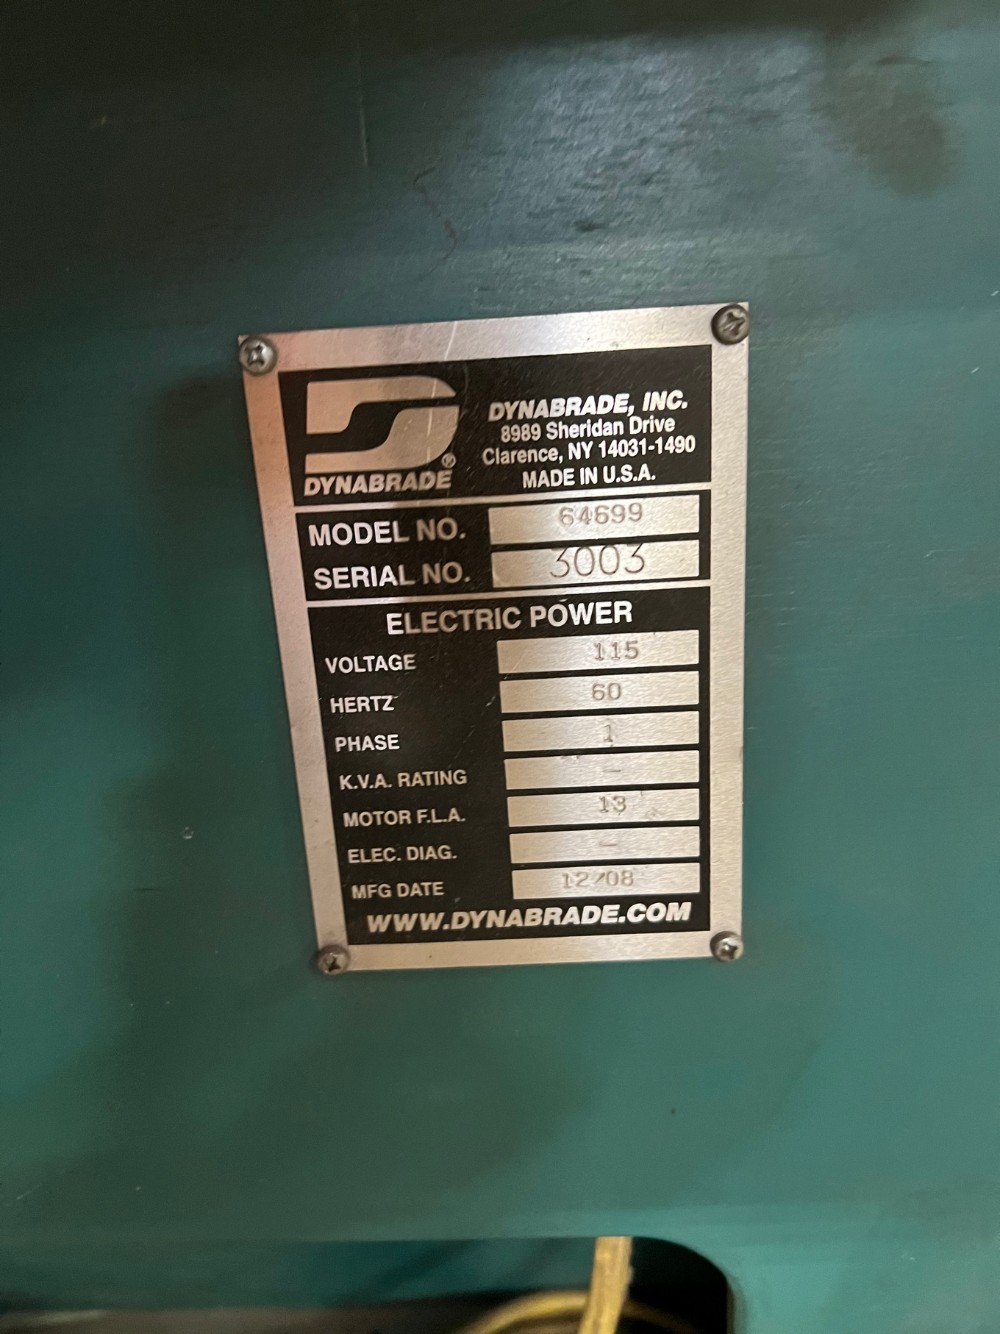 DYNABRADE, INC.
8989 Sheridan Drive
Clarence, NY 14031-1490
MADE IN U.S.A.
DYNABRADE®
MODEL NO. 64699
SERIAL NO. 3003
ELECTRIC POWER
VOLTAGE 115
HERTZ 60
PHASE 1
K.V.A. RATING –
MOTOR F.L.A. 13
ELEC. DIAG. –
MFG DATE 12/08
WWW.DYNABRADE.COM